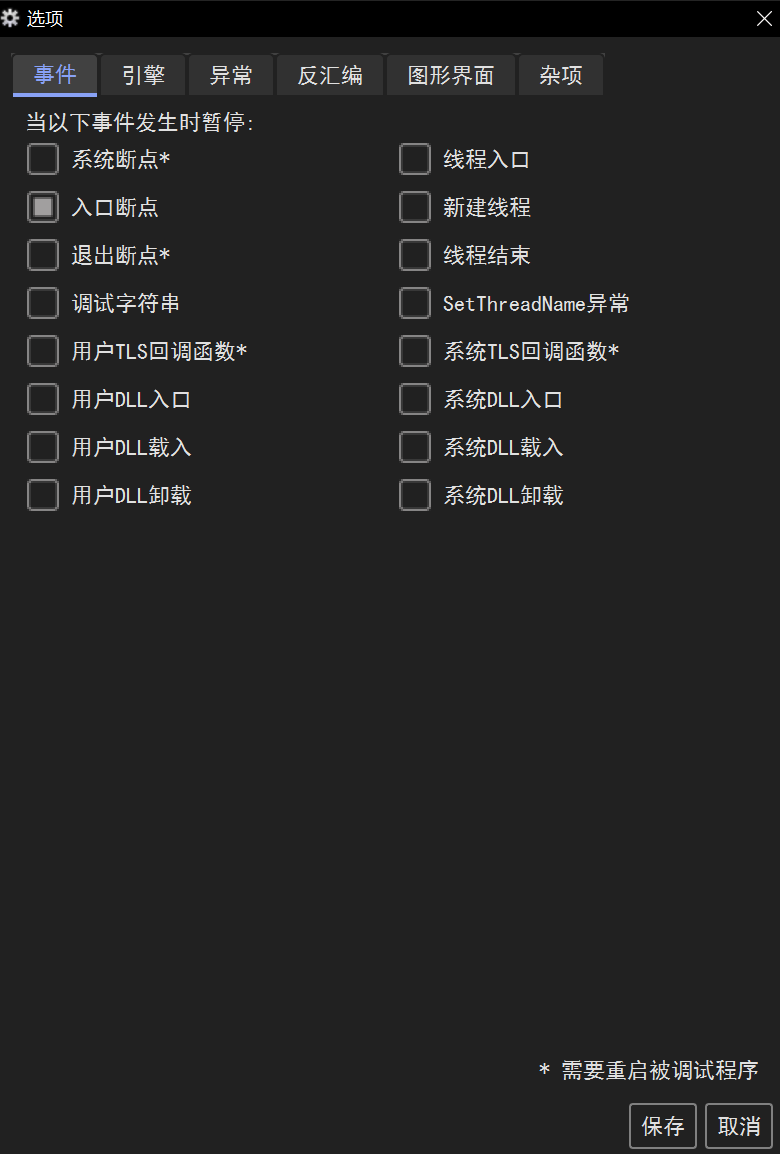 选项
事件 引擎 异常 反汇编 图形界面 杂项
当以下事件发生时暂停:
系统断点* 线程入口
入口断点 新建线程
退出断点* 线程结束
调试字符串 SetThreadName异常
用户TLS回调函数* 系统TLS回调函数*
用户DLL入口 系统DLL入口
用户DLL载入 系统DLL载入
用户DLL卸载 系统DLL卸载
* 需要重启被调试程序
保存 取消